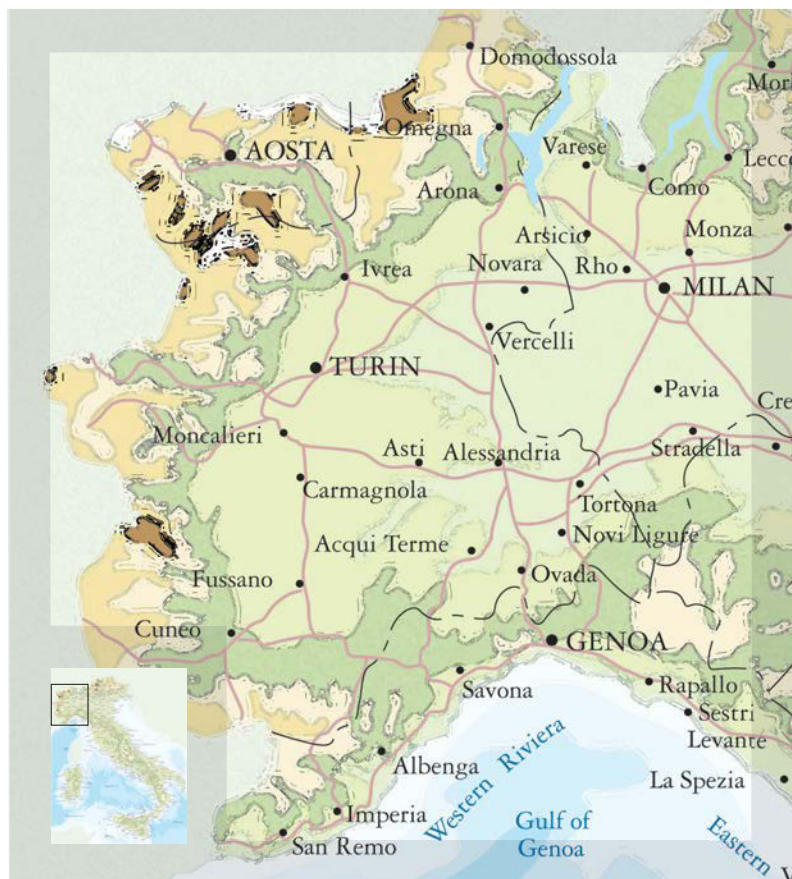 Domodossola
Mor
Omegna
AOSTA
Varese
Lecco
Como
Arona
Arsicio
Monza
Ivrea
Novara
Rho
MILAN
Vercelli
TURIN
Pavia
Cre
Moncalieri
Asti
Alessandria
Stradella
Carmagnola
Tortona
Acqui Terme
Novi Ligure
Fussano
Ovada
Cuneo
GENOA
Savona
Rapallo
Sestri
Levante
Western Riviera
Albenga
La Spezia
Imperia
Gulf of
Genoa
San Remo
Eastern
V